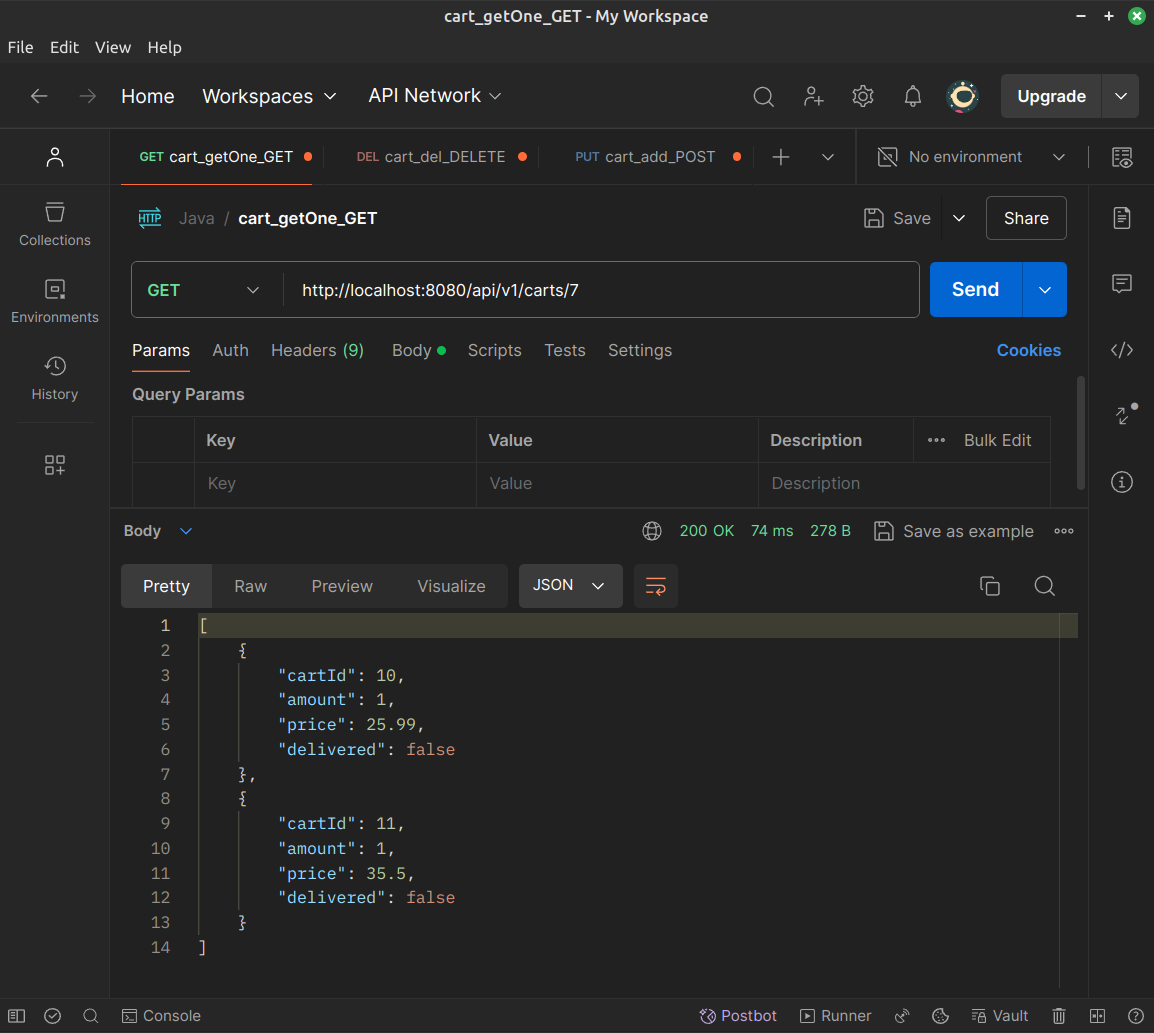 cart_getOne_GET - My Workspace
File Edit View Help
Home Workspaces API Network Upgrade
GET cart_getOne_GET DEL cart_del_DELETE PUT cart_add_POST No environment
HTTP Java / cart_getOne_GET Save Share
Collections
GET http://localhost:8080/api/v1/carts/7 Send
Environments
Params Auth Headers (9) Body Scripts Tests Settings Cookies
History
Query Params
Key Value Description Bulk Edit
Key Value Description
Body 200 OK 74 ms 278 B Save as example
Pretty Raw Preview Visualize JSON
1 [
2 {
3 "cartId": 10,
4 "amount": 1,
5 "price": 25.99,
6 "delivered": false
7 },
8 {
9 "cartId": 11,
10 "amount": 1,
11 "price": 35.5,
12 "delivered": false
13 }
14 ]
Console Postbot Runner Vault